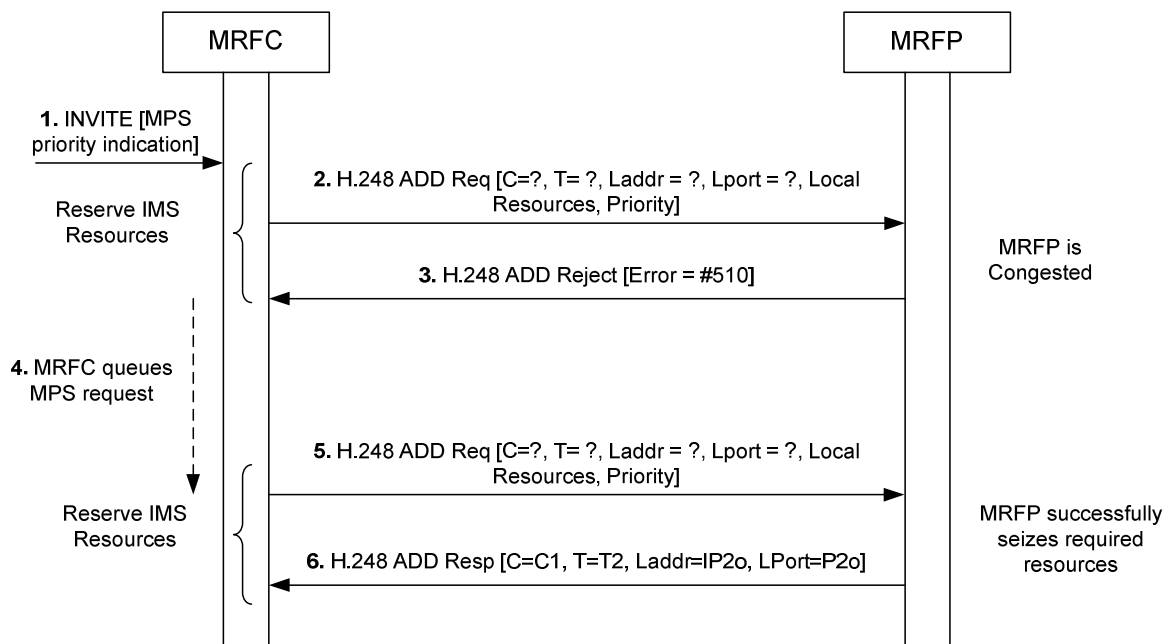 MRFC
MRFP
1. INVITE [MPS
priority indication]
2. H.248 ADD Req [C=?, T= ?, Laddr = ?, Lport = ?, Local
Resources, Priority]
Reserve IMS
Resources
MRFP is
Congested
3. H.248 ADD Reject [Error = #510]
4. MRFC queues
MPS request
5. H.248 ADD Req [C=?, T= ?, Laddr = ?, Lport = ?, Local
Resources, Priority]
Reserve IMS
Resources
MRFP successfully
seizes required
resources
6. H.248 ADD Resp [C=C1, T=T2, Laddr=IP2o, LPort=P2o]